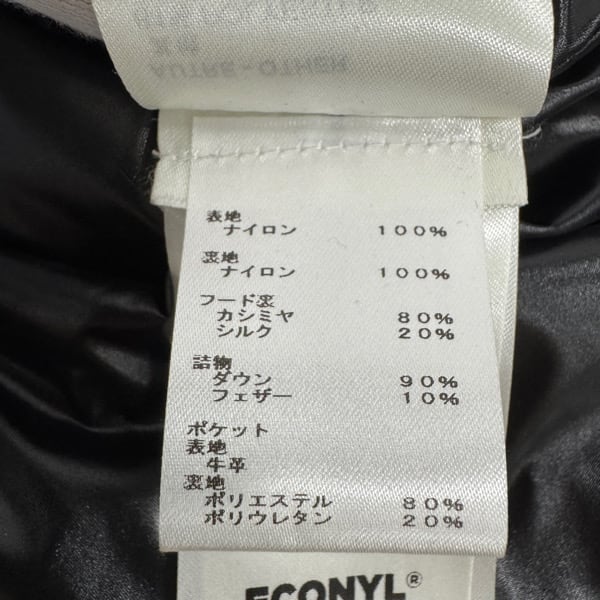 AUTRE - OTHER
表地
ナイロン 100%
裏地
ナイロン 100%
フード裏
カシミヤ 80%
シルク 20%
詰物
ダウン 90%
フェザー 10%
ポケット
表地
牛革
裏地
ポリエステル 80%
ポリウレタン 20%
ECONYL®